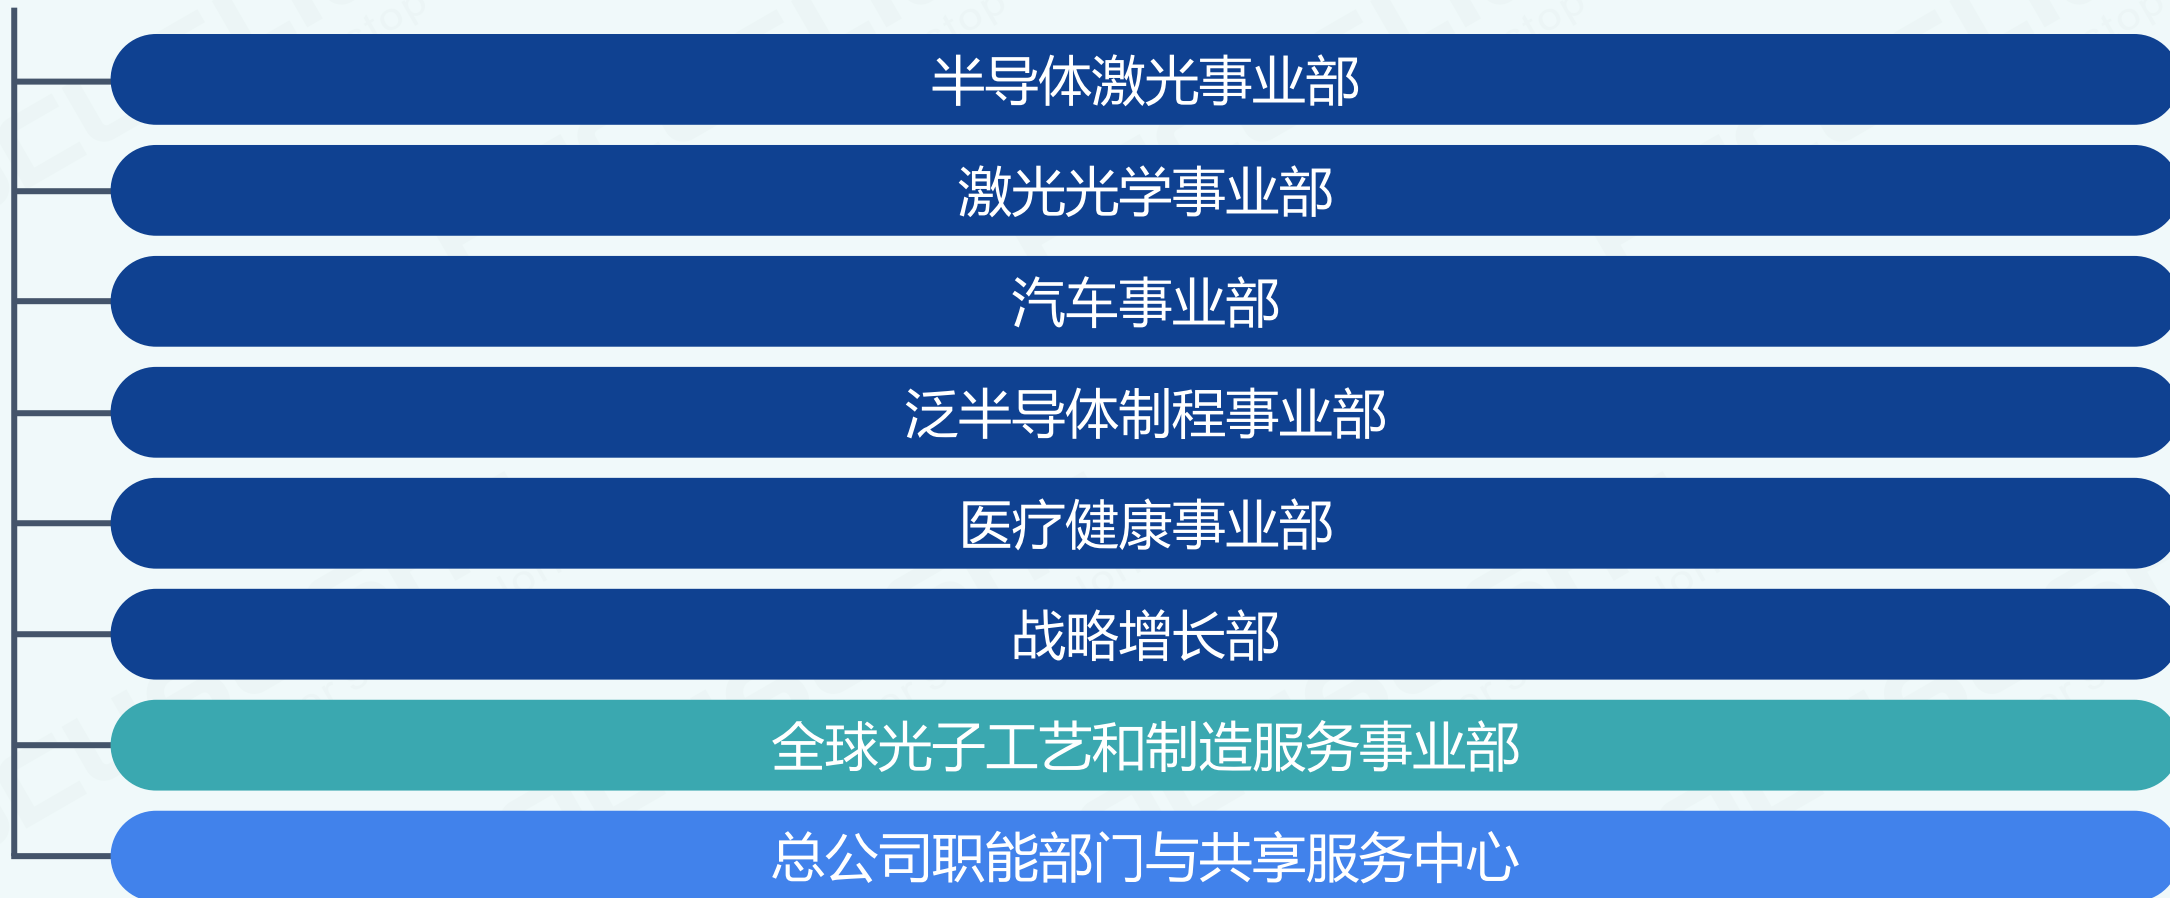 半导体激光事业部
激光光学事业部
汽车事业部
泛半导体制程事业部
医疗健康事业部
战略增长部
全球光子工艺和制造服务事业部
总公司职能部门与共享服务中心